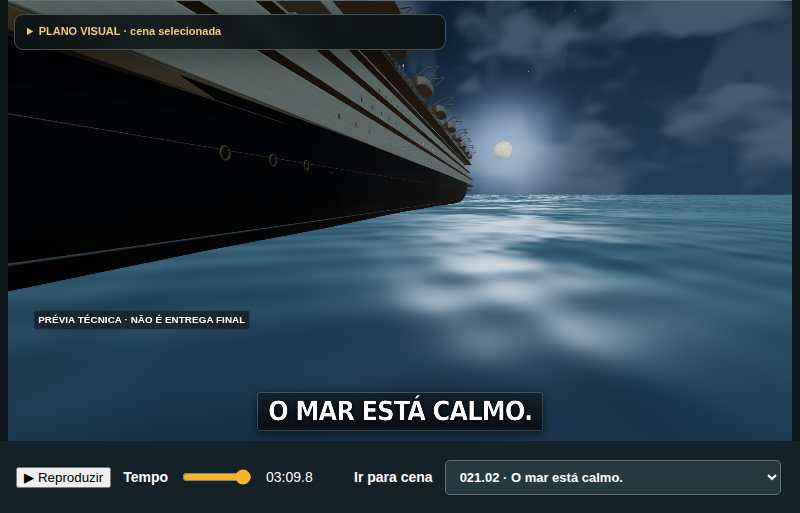 ▶ PLANO VISUAL · cena selecionada
PRÉVIA TÉCNICA · NÃO É ENTREGA FINAL
O MAR ESTÁ CALMO.
▶ Reproduzir Tempo 03:09.8 Ir para cena 021.02 · O mar está calmo.